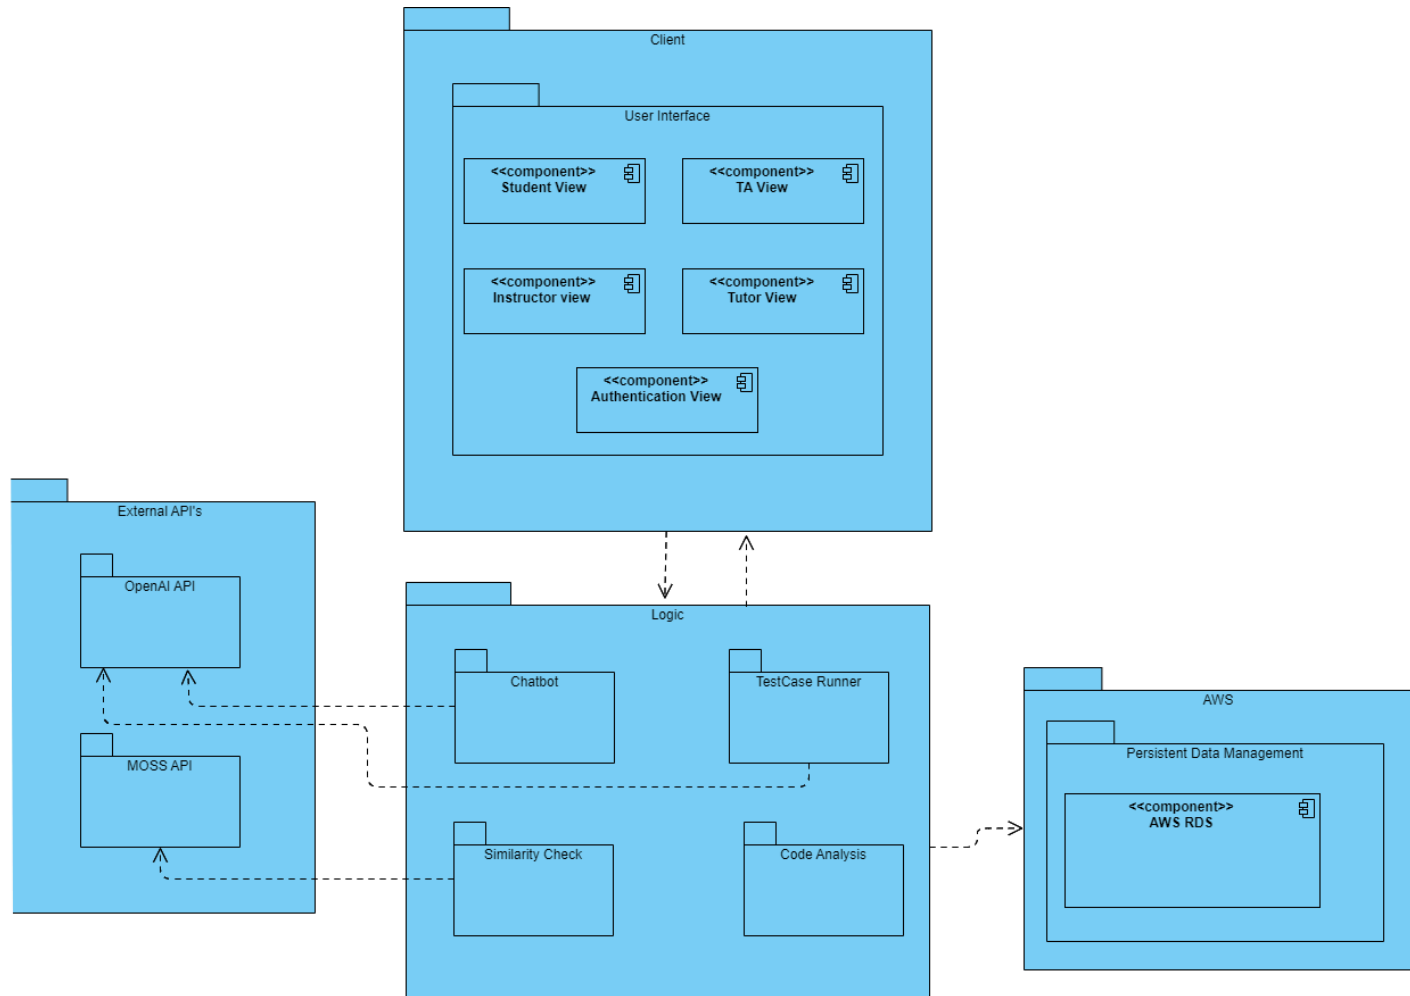 Client
User Interface
<<component>>
Student View
<<component>>
TA View
<<component>>
Instructor view
<<component>>
Tutor View
<<component>>
Authentication View
External API's
OpenAI API
MOSS API
Logic
Chatbot
TestCase Runner
Similarity Check
Code Analysis
AWS
Persistent Data Management
<<component>>
AWS RDS